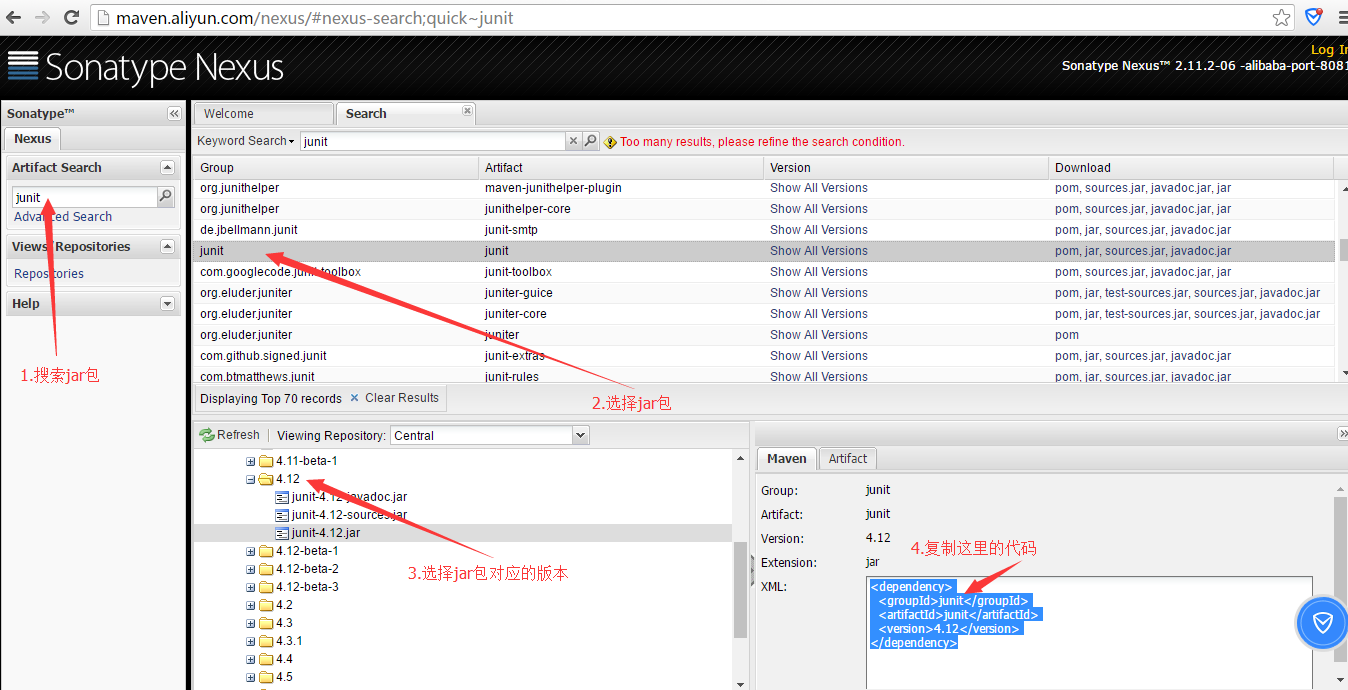 maven.aliyun.com/nexus/#nexus-search;quick~junit
Sonatype Nexus
Log In
Sonatype Nexus™ 2.11.2-06 -alibaba-port-8081
Sonatype™
Nexus
Artifact Search
junit
Advanced Search
Views/Repositories
Repositories
Help
1.搜索jar包
Welcome
Search
Keyword Search
junit
Too many results, please refine the search condition.
Group Artifact Version Download
org.junithelper maven-junithelper-plugin Show All Versions pom, sources.jar, javadoc.jar, jar
org.junithelper junithelper-core Show All Versions pom, sources.jar, javadoc.jar, jar
de.jbellmann.junit junit-smtp Show All Versions pom, jar, sources.jar, javadoc.jar
junit junit Show All Versions pom, jar, sources.jar, javadoc.jar
com.googlecode.junit-toolbox junit-toolbox Show All Versions pom, sources.jar, javadoc.jar, jar
org.eluder.juniter juniter-guice Show All Versions pom, jar, test-sources.jar, sources.jar, javadoc.jar
org.eluder.juniter juniter-core Show All Versions pom, jar, test-sources.jar, sources.jar, javadoc.jar
org.eluder.juniter juniter Show All Versions pom
com.github.signed.junit junit-extras Show All Versions pom, jar, sources.jar, javadoc.jar
com.btmatthews.junit junit-rules Show All Versions pom, jar, sources.jar, javadoc.jar
2.选择jar包
Displaying Top 70 records
Clear Results
Refresh
Viewing Repository:
Central
4.11-beta-1
4.12
junit-4.12-javadoc.jar
junit-4.12-sources.jar
junit-4.12.jar
4.12-beta-1
4.12-beta-2
4.12-beta-3
4.2
4.3
4.3.1
4.4
4.5
3.选择jar包对应的版本
Maven
Artifact
Group: junit
Artifact: junit
Version: 4.12
Extension: jar
XML:
4.复制这里的代码
<dependency>
<groupId>junit</groupId>
<artifactId>junit</artifactId>
<version>4.12</version>
</dependency>